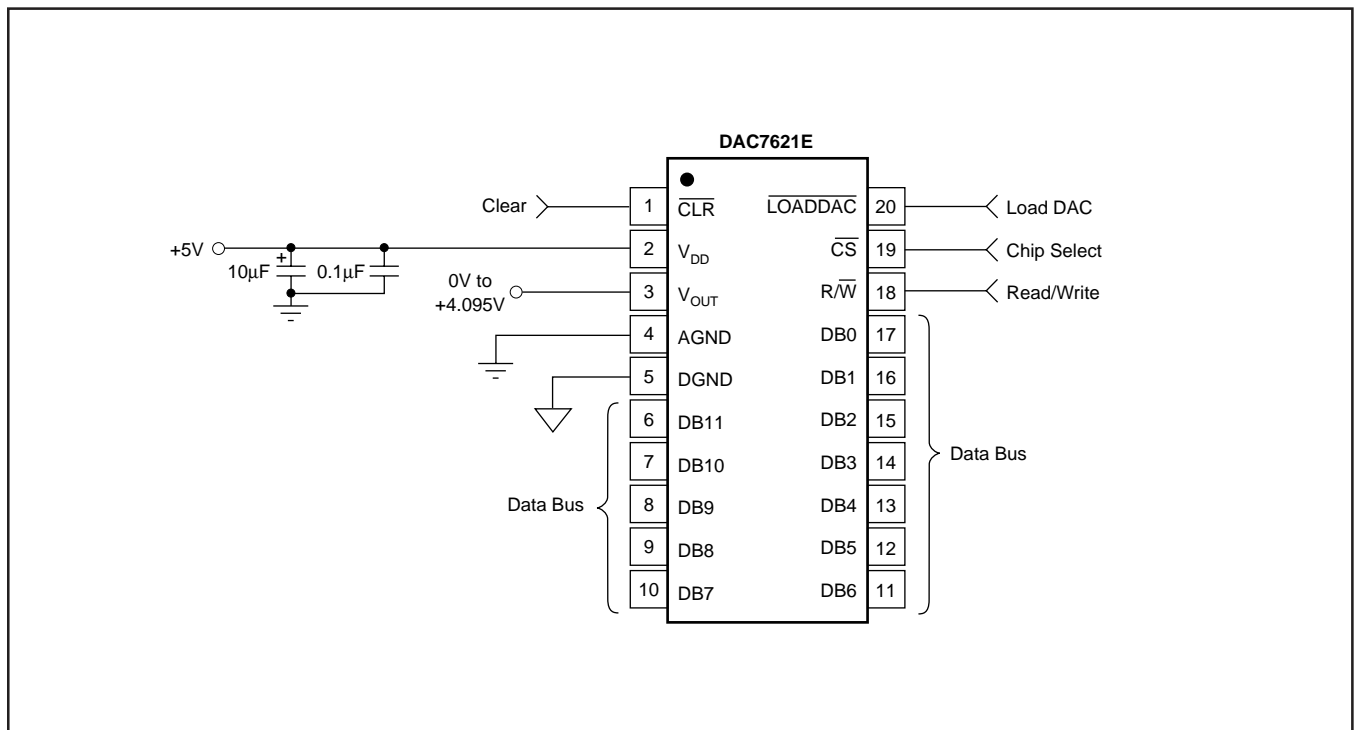 DAC7621E
Clear
1
CLR
LOADDAC
20
Load DAC
+5V
+
10µF
0.1µF
2
VDD
CS
19
Chip Select
0V to
+4.095V
3
VOUT
R/W
18
Read/Write
4
AGND
DB0
17
5
DGND
DB1
16
6
DB11
DB2
15
7
DB10
DB3
14
Data Bus
Data Bus
8
DB9
DB4
13
9
DB8
DB5
12
10
DB7
DB6
11